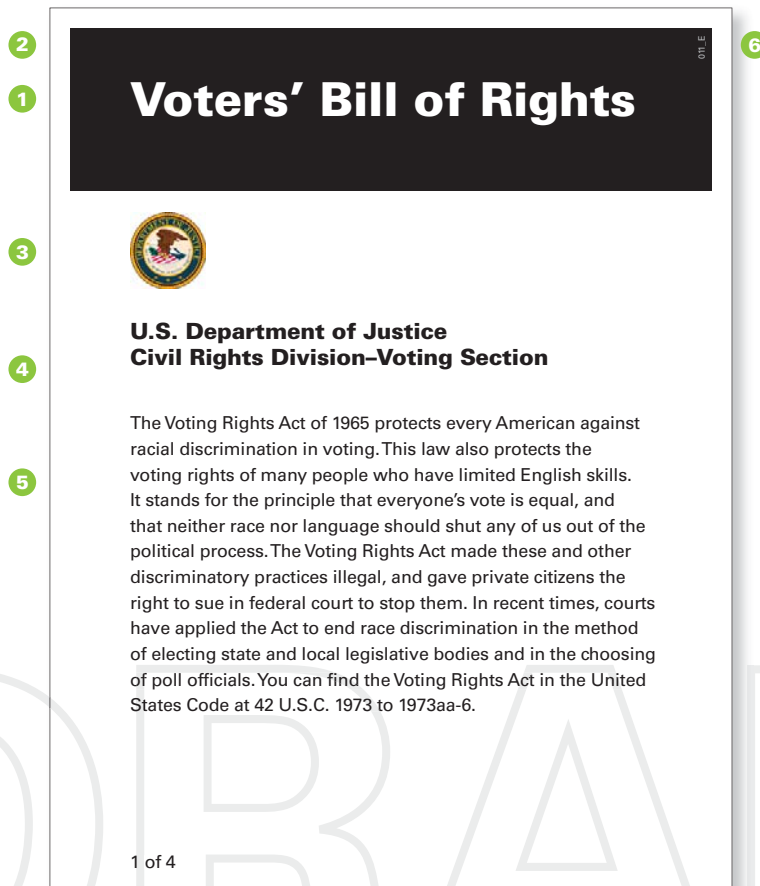 2
6
011_E
1
Voters’ Bill of Rights
3
U.S. Department of Justice
Civil Rights Division–Voting Section
4
The Voting Rights Act of 1965 protects every American against
racial discrimination in voting. This law also protects the
voting rights of many people who have limited English skills.
5
It stands for the principle that everyone’s vote is equal, and
that neither race nor language should shut any of us out of the
political process. The Voting Rights Act made these and other
discriminatory practices illegal, and gave private citizens the
right to sue in federal court to stop them. In recent times, courts
have applied the Act to end race discrimination in the method
of electing state and local legislative bodies and in the choosing
of poll officials. You can find the Voting Rights Act in the United
States Code at 42 U.S.C. 1973 to 1973aa-6.
1 of 4